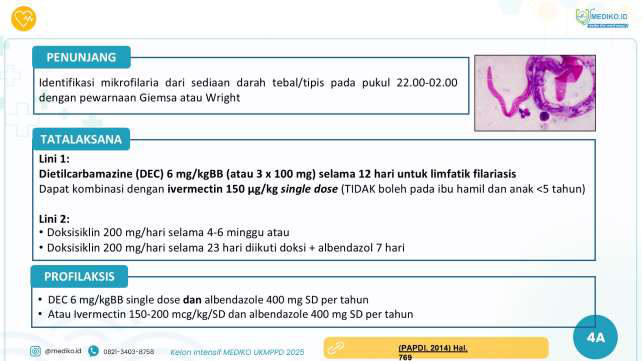 MEDIKO.ID
PENUNJANG
Identifikasi mikrofilaria dari sediaan darah tebal/tipis pada pukul 22.00-02.00
dengan pewarnaan Giemsa atau Wright
TATALAKSANA
Lini 1:
Dietilcarbamazine (DEC) 6 mg/kgBB (atau 3 x 100 mg) selama 12 hari untuk limfatik filariasis
Dapat kombinasi dengan ivermectin 150 µg/kg single dose (TIDAK boleh pada ibu hamil dan anak <5 tahun)
Lini 2:
• Doksisiklin 200 mg/hari selama 4-6 minggu atau
• Doksisiklin 200 mg/hari selama 23 hari diikuti doksi + albendazol 7 hari
PROFILAKSIS
• DEC 6 mg/kgBB single dose dan albendazole 400 mg SD per tahun
• Atau Ivermectin 150-200 mcg/kg/SD dan albendazole 400 mg SD per tahun
@mediko.id 0821-3403-8758 Kelon Intensif MEDIKO UKMPPD 2025
(PAPDI, 2014) Hal.
769
4A